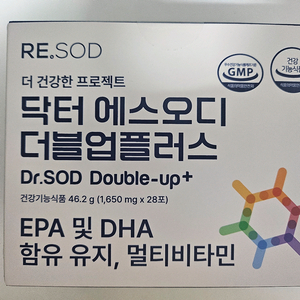 RE.SOD
더 건강한 프로젝트
닥터 에스오디
더블업플러스
Dr.SOD Double-up+
건강기능식품 46.2 g (1,650 mg x 28포)
EPA 및 DHA
함유 유지, 멀티비타민
GMP
건강
기능식품